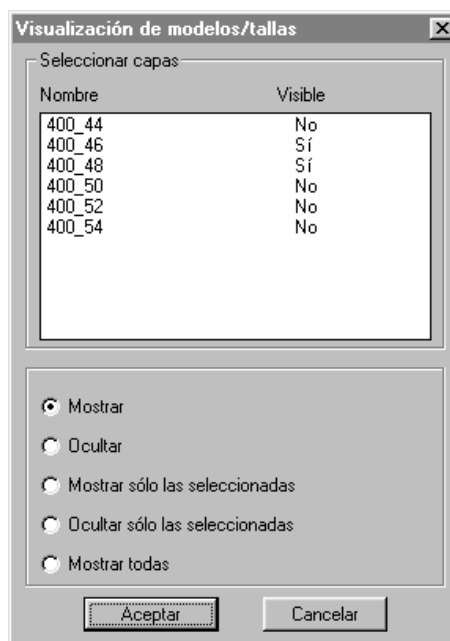 Visualización de modelos/tallas
Seleccionar capas
Nombre Visible
400_44 No
400_46 Sí
400_48 Sí
400_50 No
400_52 No
400_54 No
Mostrar
Ocultar
Mostrar sólo las seleccionadas
Ocultar sólo las seleccionadas
Mostrar todas
Aceptar Cancelar